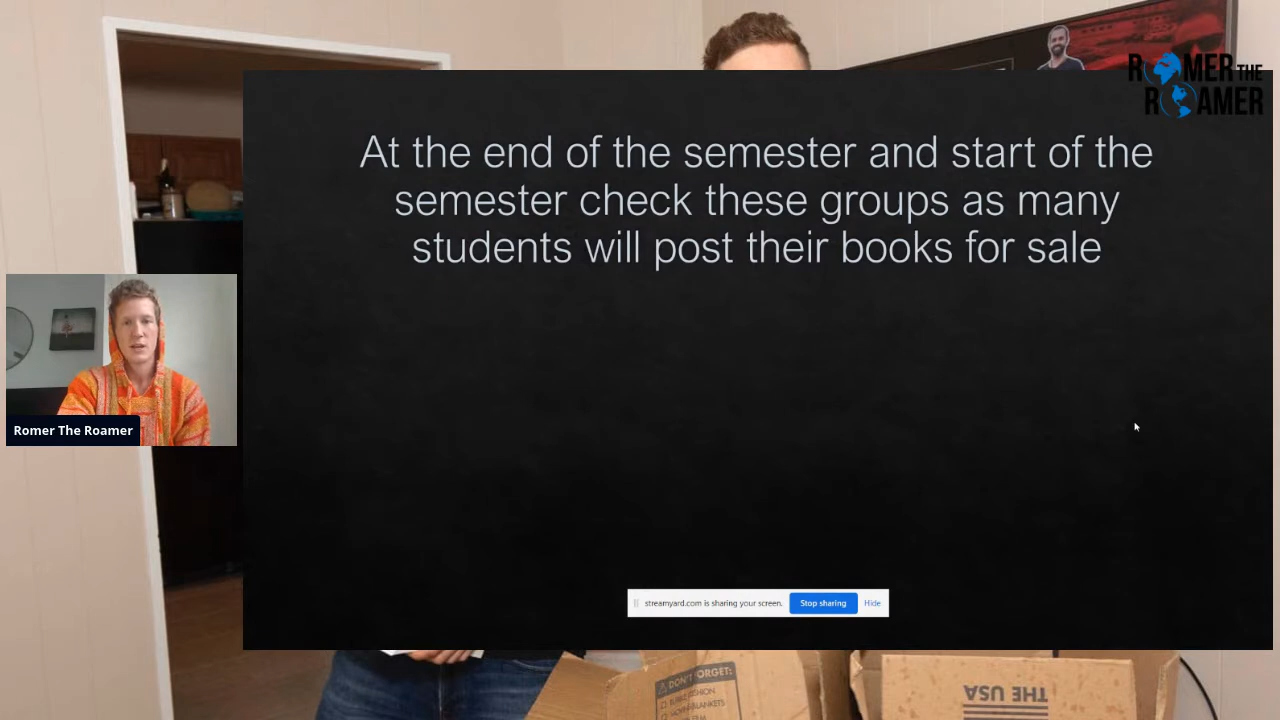 ROMER THE
ROAMER
At the end of the semester and start of the
semester check these groups as many
students will post their books for sale
Romer The Roamer
streamyard.com is sharing your screen.
Stop sharing
Hide
DON'T FORGET:
BLANKETS
THE USA